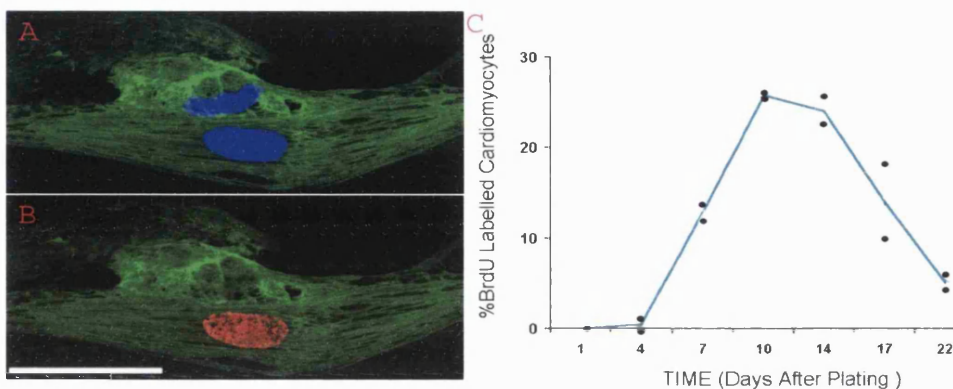 A
B
C
%BrdU Labelled Cardiomyocytes
30
20
10
0
1 4 7 10 14 17 22
TIME (Days After Plating )